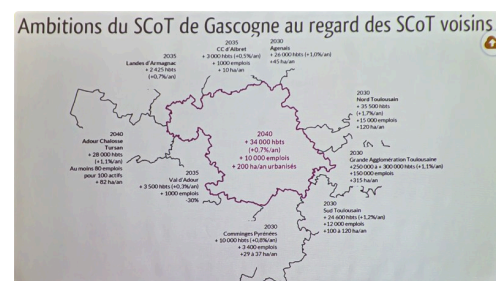 Ambitions du SCoT de Gascogne au regard des SCoT voisins
2035
Landes d'Armagnac
+ 2 425 hbts
(+0,7%/an)
2035
CC d'Albret
+ 3 000 hbts (+0,5%/an)
+ 1000 emplois
+ 10 ha/an
2030
Agenais
+ 26 000 hbts (+1,0%/an)
+45 ha/an
2030
Nord Toulousain
+ 35 500 hbts
(+1,7%/an)
+15 000 emplois
+120 ha/an
2040
Adour Chalosse
Tursan
+ 28 000 hbts
(+1,1%/an)
Au moins 80 emplois
pour 100 actifs
+ 82 ha/an
2040
+ 34 000 hbts
(+0,7%/an)
+ 10 000 emplois
+ 200 ha/an urbanisés
2030
Grande Agglomération Toulousaine
+250 000 à + 300 000 hbts (+1,1%/an)
+150 000 emplois
+315 ha/an
2035
Val d'Adour
+ 3 500 hbts (+0,3%/an)
+ 1000 emplois
-30%
2030
Sud Toulousain
+ 24 600 hbts (+1,2%/an)
+12 000 emplois
+100 à 120 ha/an
2030
Comminges Pyrénées
+ 10 000 hbts (+0,8%/an)
+ 3 400 emplois
+29 à 37 ha/an